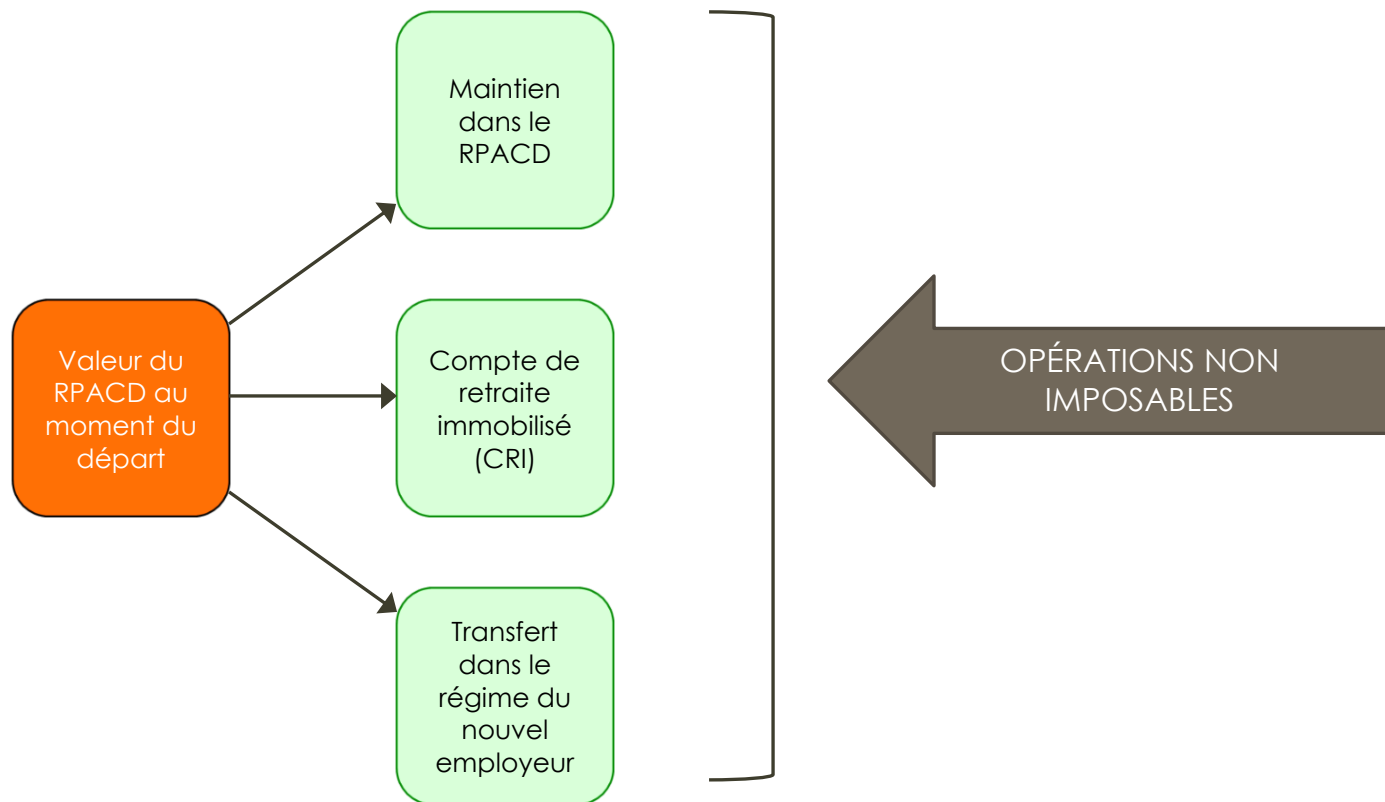 Maintien
dans le
RPACD
Valeur du
RPACD au
moment du
départ
Compte de
retraite
immobilisé
(CRI)
Transfert
dans le
régime du
nouvel
employeur
OPÉRATIONS NON
IMPOSABLES